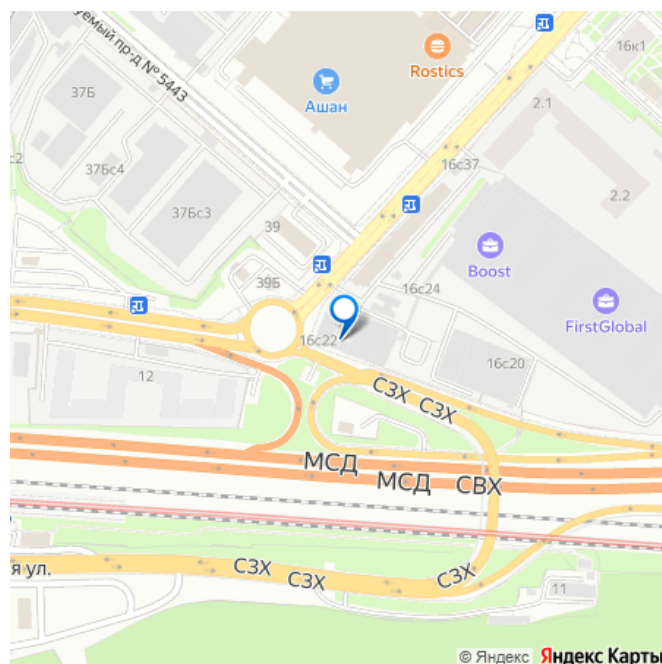 уемый пр-д № 5443
16к1
Rostics
Ашан
37Б
2.1
с2
37Бс4
16с37
37Бс3
2.2
39
Boost
39Б
16с24
FirstGlobal
16с22
16с20
12
СЗХ СЗХ
МСД
МСД СВХ
я ул.
СЗХ СЗХ
СЗХ
11
© Яндекс Яндекс Карты